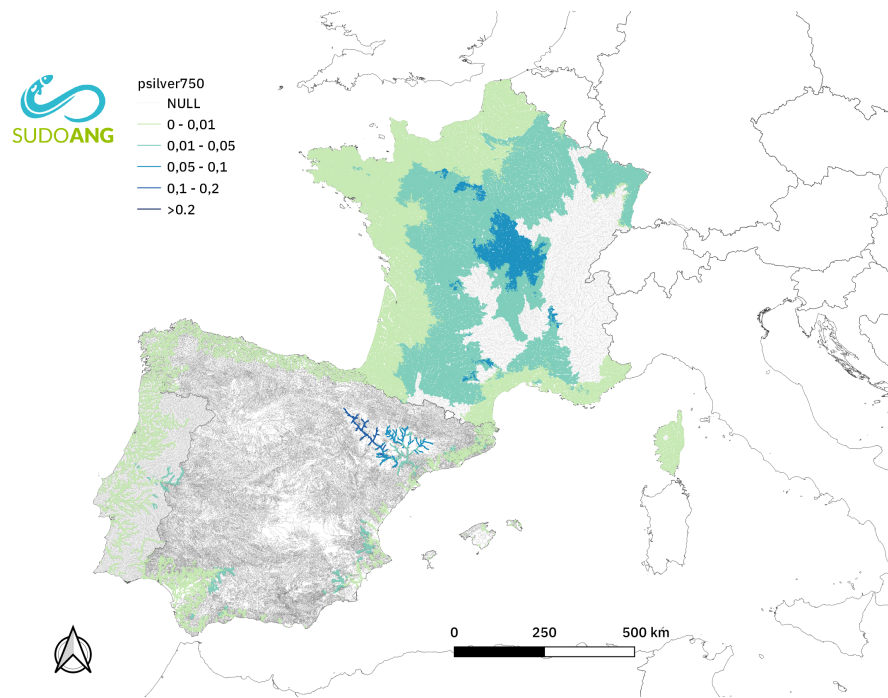 SUDOANG
psilver750
NULL
0 - 0,01
0,01 - 0,05
0,05 - 0,1
0,1 - 0,2
>0.2
0 250 500 km